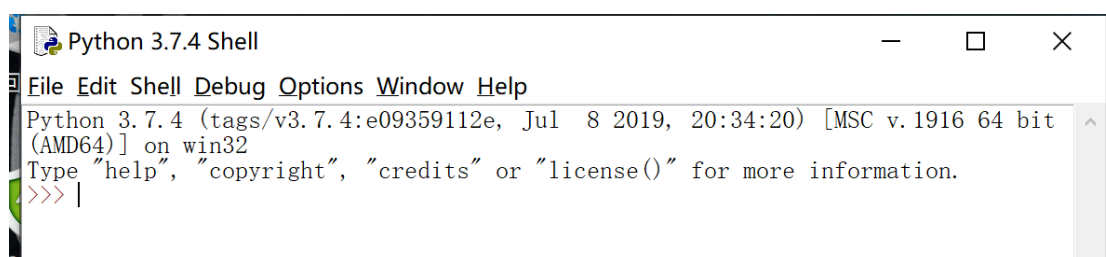 Python 3.7.4 Shell
File Edit Shell Debug Options Window Help
Python 3.7.4 (tags/v3.7.4:e09359112e, Jul  8 2019, 20:34:20) [MSC v.1916 64 bit
(AMD64)] on win32
Type "help", "copyright", "credits" or "license()" for more information.
>>>